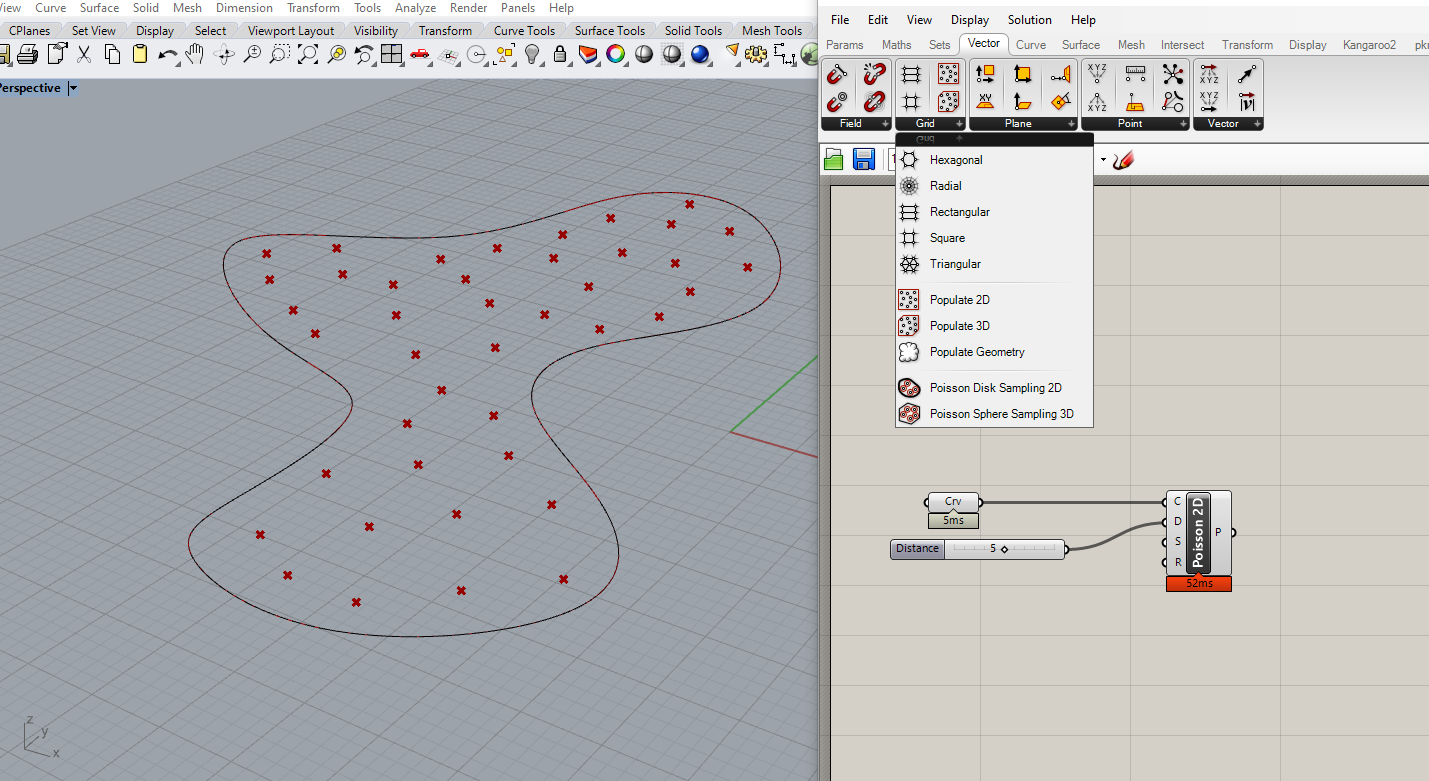 View Curve Surface Solid Mesh Dimension Transform Tools Analyze Render Panels Help
CPlanes Set View Display Select Viewport Layout Visibility Transform Curve Tools Surface Tools Solid Tools Mesh Tools
Perspective
z
y
x
File Edit View Display Solution Help
Params Maths Sets Vector Curve Surface Mesh Intersect Transform Display Kangaroo2
Field Grid Plane Point Vector
Hexagonal
Radial
Rectangular
Square
Triangular
Populate 2D
Populate 3D
Populate Geometry
Poisson Disk Sampling 2D
Poisson Sphere Sampling 3D
Crv
5ms
Distance 5
C
D
S
R
Poisson 2D
P
52ms